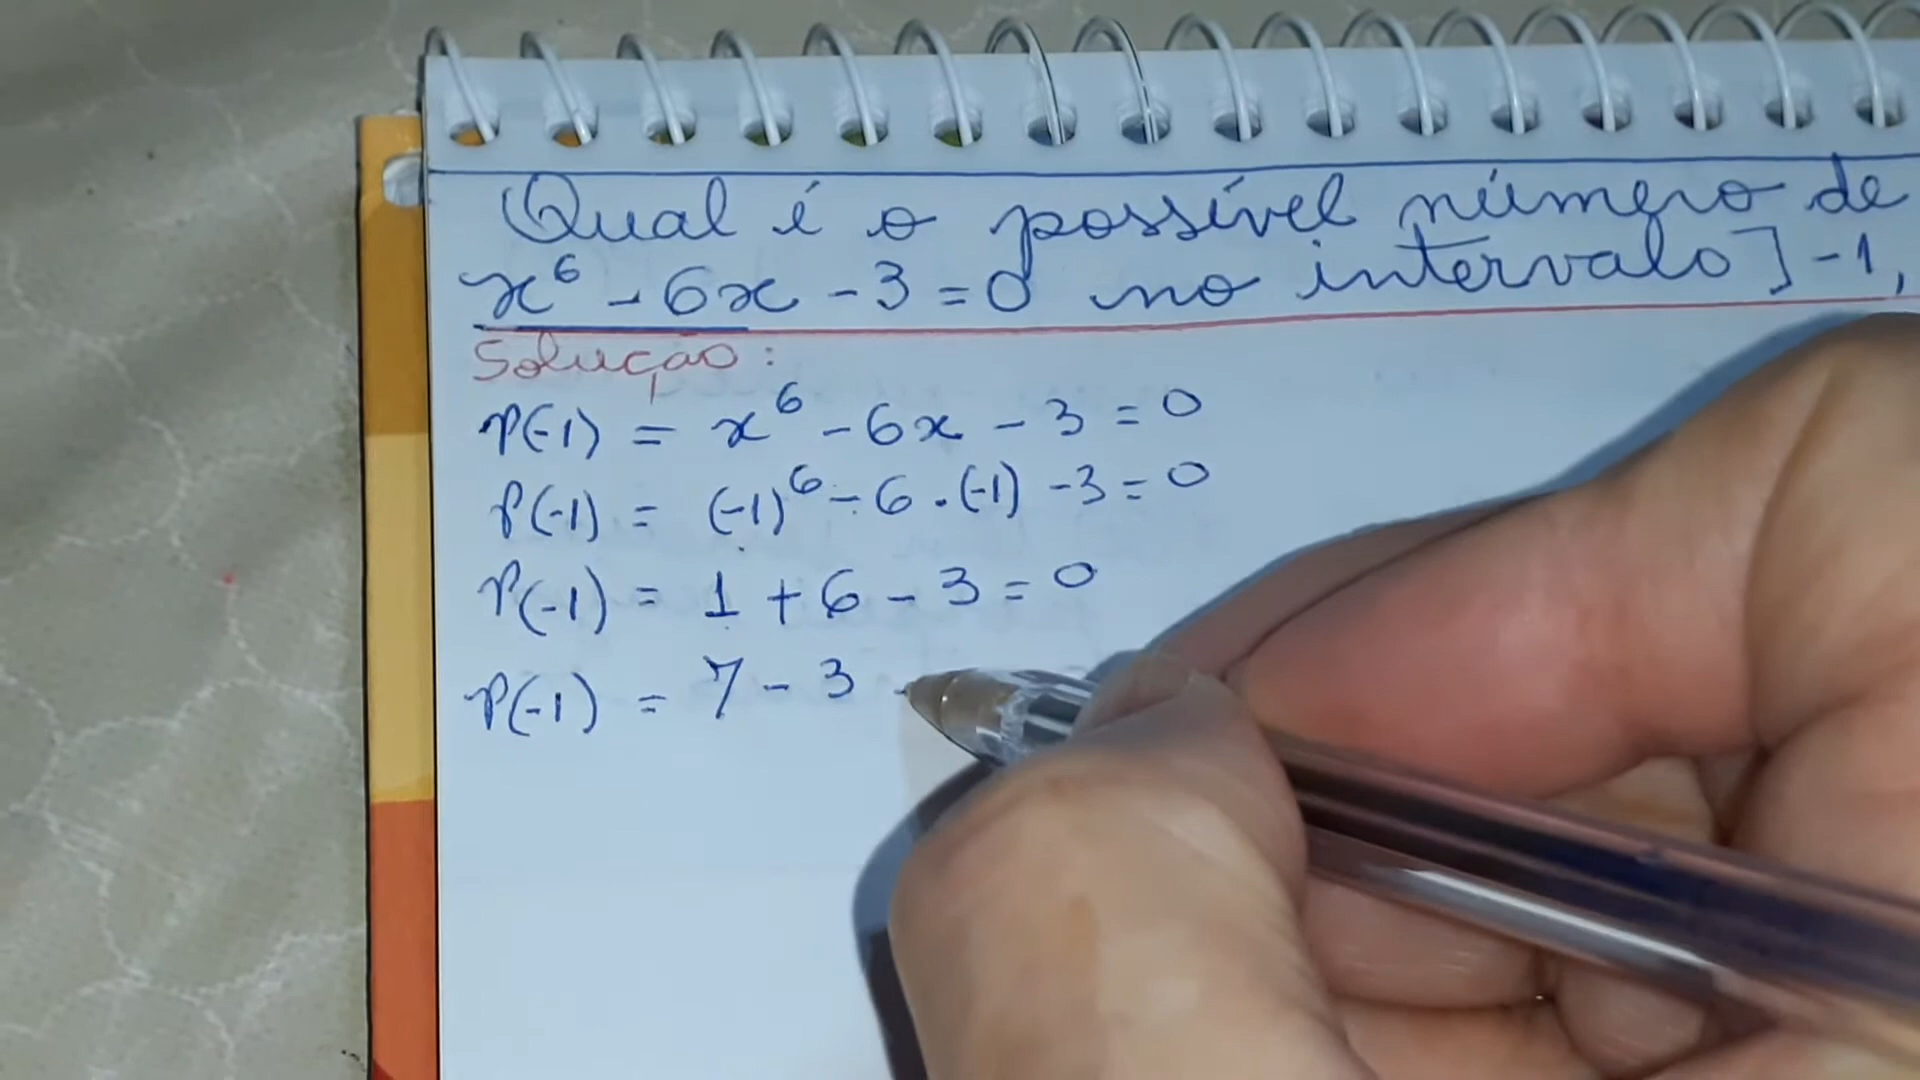 Qual é o possível número de
x⁶ - 6x - 3 = 0 no intervalo ]-1,
Solução:
P(-1) = x⁶ - 6x - 3 = 0
P(-1) = (-1)⁶ - 6 . (-1) - 3 = 0
P(-1) = 1 + 6 - 3 = 0
P(-1) = 7 - 3